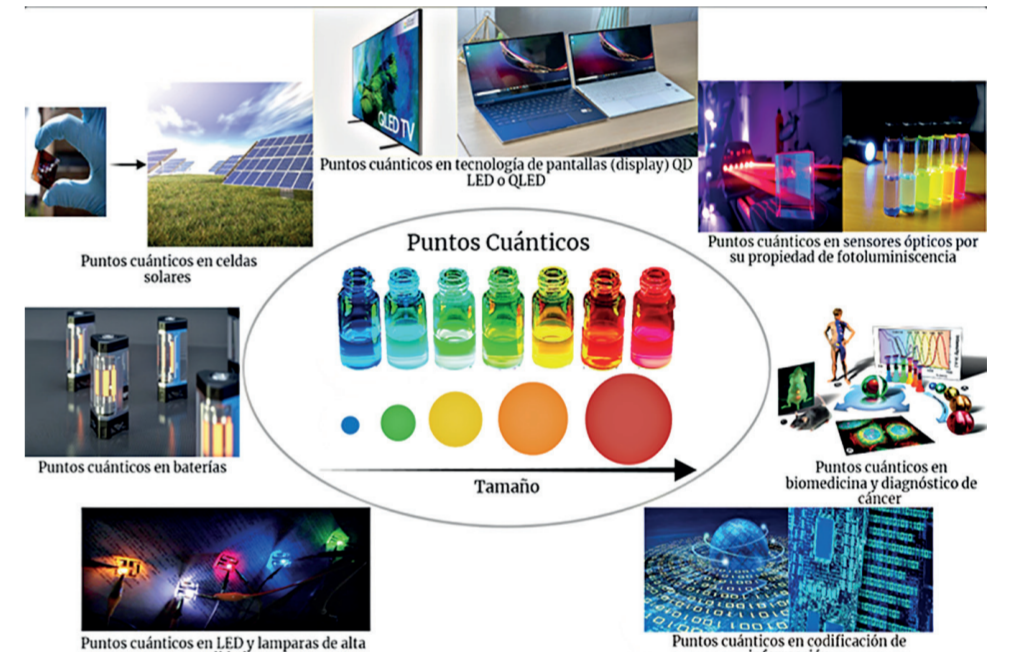 QLED TV
Puntos cuánticos en tecnología de pantallas (display) QD
LED o QLED
Puntos cuánticos en celdas
solares
Puntos cuánticos en sensores ópticos por
su propiedad de fotoluminiscencia
Puntos Cuánticos
Tamaño
Puntos cuánticos en baterías
Puntos cuánticos en
biomedicina y diagnóstico de
cáncer
Puntos cuánticos en LED y lamparas de alta
Puntos cuánticos en codificación de